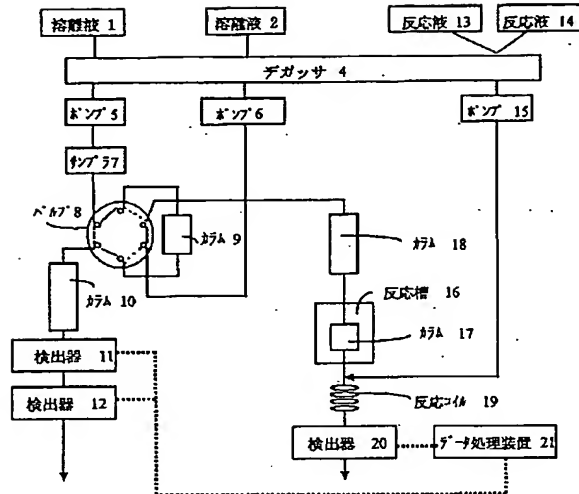 溶離液 1
溶離液 2
反応液 13
反応液 14
デガッサ 4
ポンプ 5
ポンプ 6
ポンプ 15
サンプラ7
バルブ 8
カラム 9
カラム 18
カラム 10
反応槽 16
カラム 17
検出器 11
検出器 12
反応コイル 19
検出器 20
データ処理装置 21